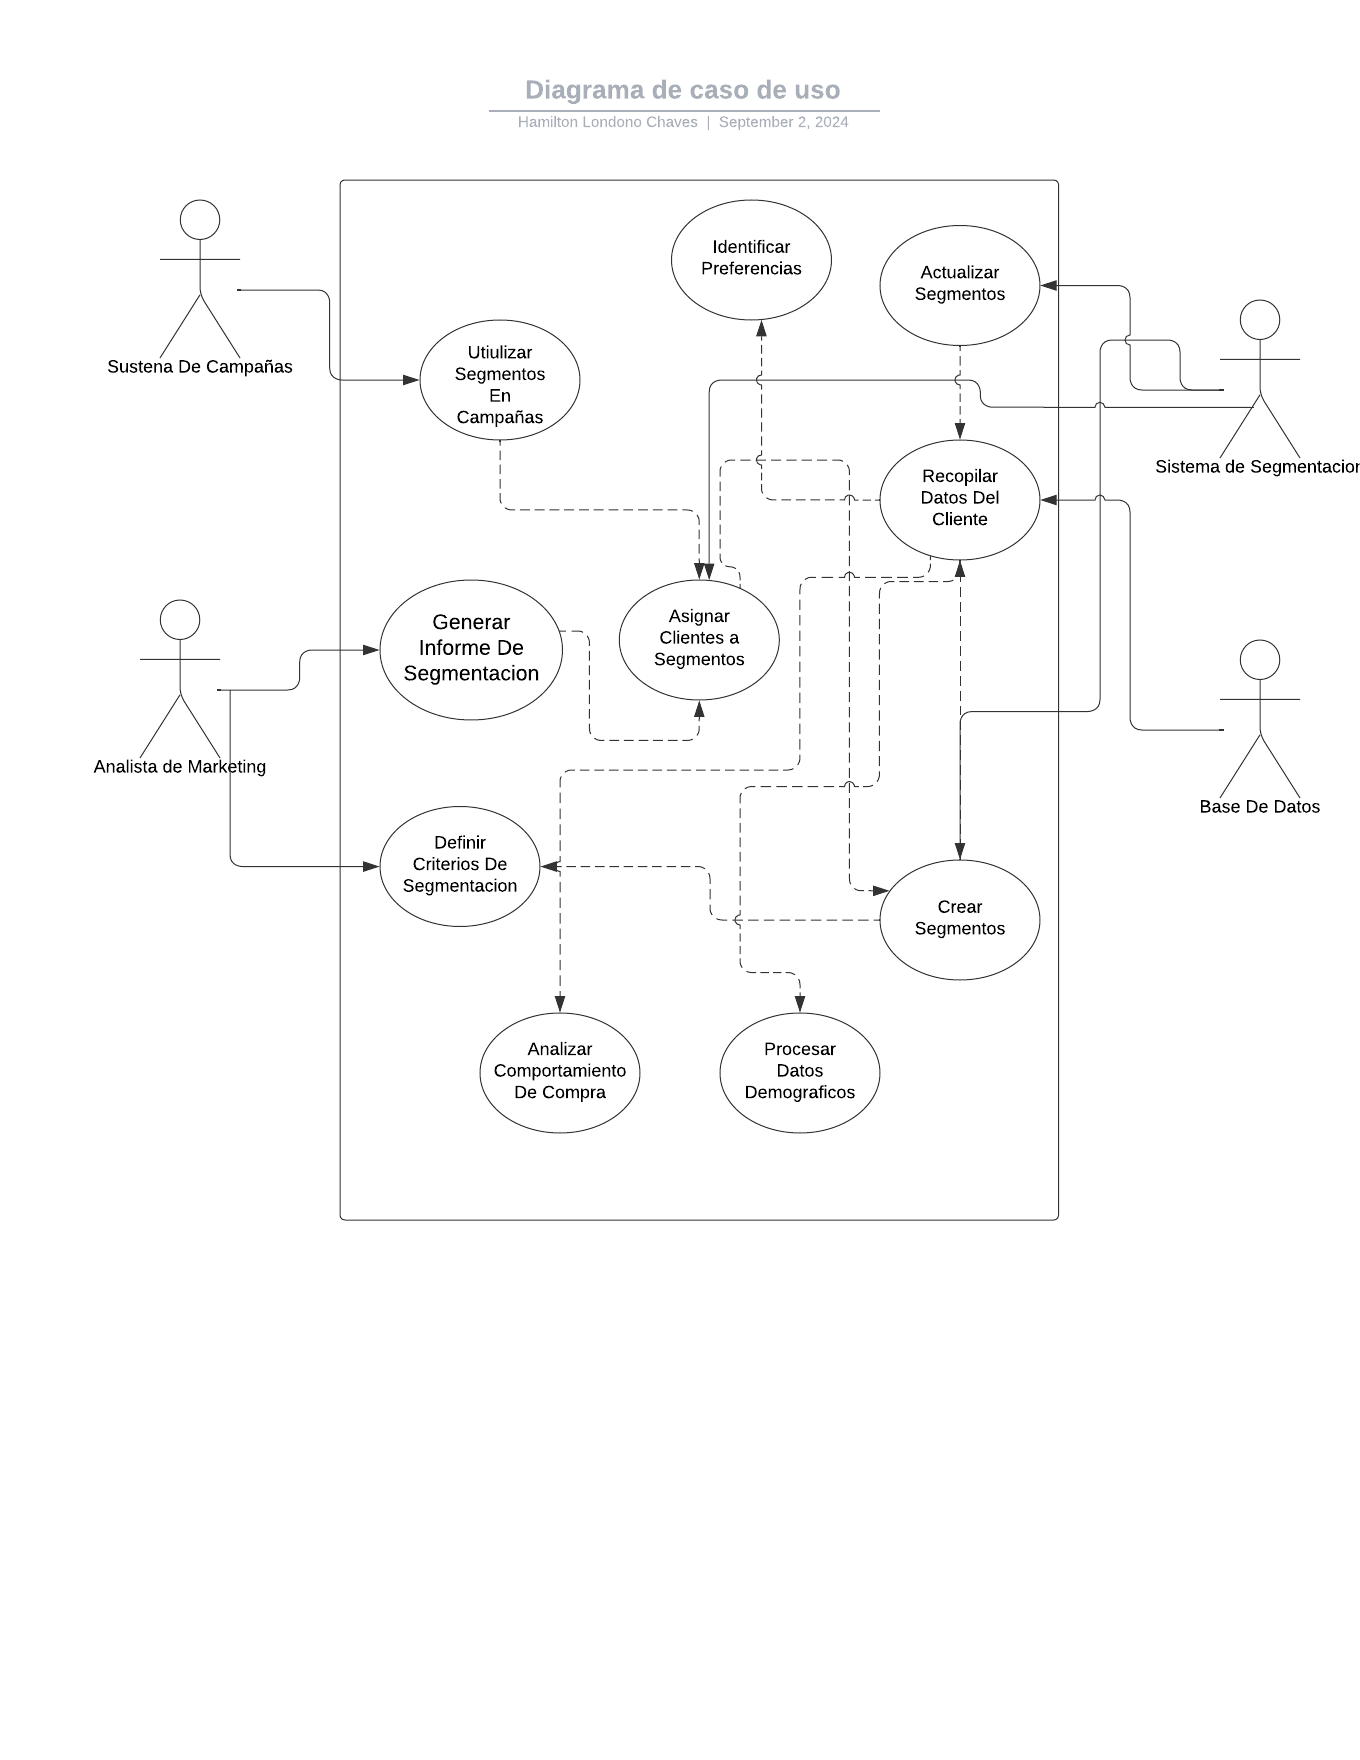 Diagrama de caso de uso
Hamilton Londono Chaves | September 2, 2024
Identificar
Preferencias
Actualizar
Segmentos
Utiulizar
Segmentos
En
Campañas
Sustena De Campañas
Sistema de Segmentacion
Recopilar
Datos Del
Cliente
Generar
Informe De
Segmentacion
Asignar
Clientes a
Segmentos
Analista de Marketing
Base De Datos
Definir
Criterios De
Segmentacion
Crear
Segmentos
Analizar
Comportamiento
De Compra
Procesar
Datos
Demograficos